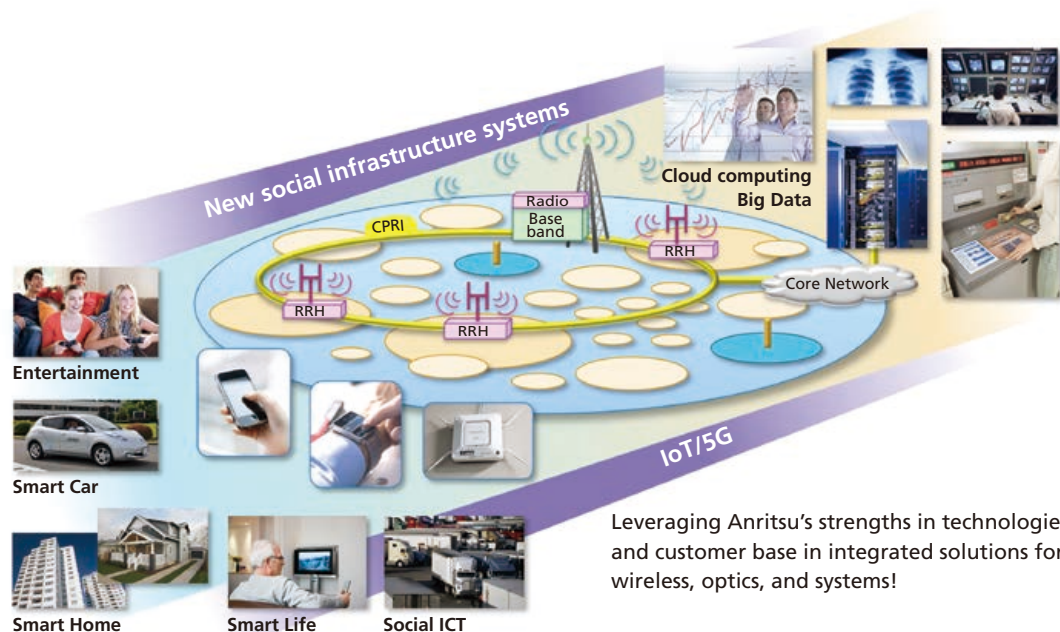 New social infrastructure systems
Cloud computing
Big Data
Radio
Base
band
CPRI
RRH
RRH
RRH
Core Network
Entertainment
Smart Car
IoT/5G
Leveraging Anritsu's strengths in technologie
and customer base in integrated solutions for
wireless, optics, and systems!
Smart Home
Smart Life
Social ICT